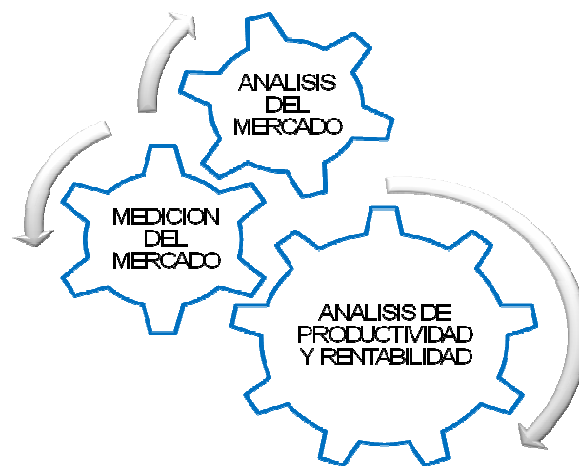 ANALISIS
DEL
MERCADO
MEDICION
DEL
MERCADO
ANALISIS DE
PRODUCTIVIDAD
Y RENTABILIDAD